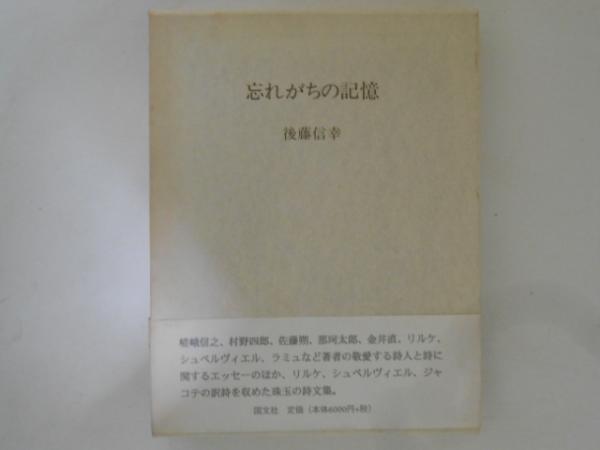 忘れがちの記憶
後藤信幸
嵯峨信之、村野四郎、佐藤朔、那珂太郎、金井直、リルケ、
シュペルヴィエル、ラミュなど著者の敬愛する詩人と時に
関するエッセーのほか、リルケ、シュペルヴィエル、ジャ
コテの訳詩を収めた珠玉の詩文集。
国文社 定価(本体6000円+税)